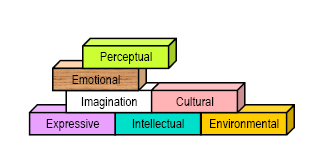 Perceptual
Emotional
Imagination Cultural
Expressive Intellectual Environmental